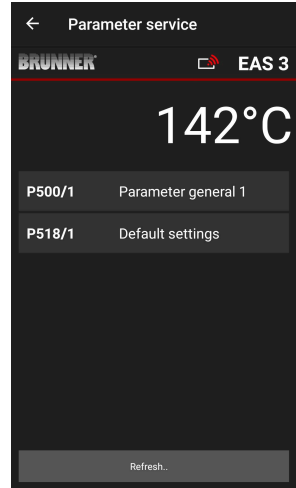 Parameter service
BRUNNER EAS 3
142°C
P500/1 Parameter general 1
P518/1 Default settings
Refresh..